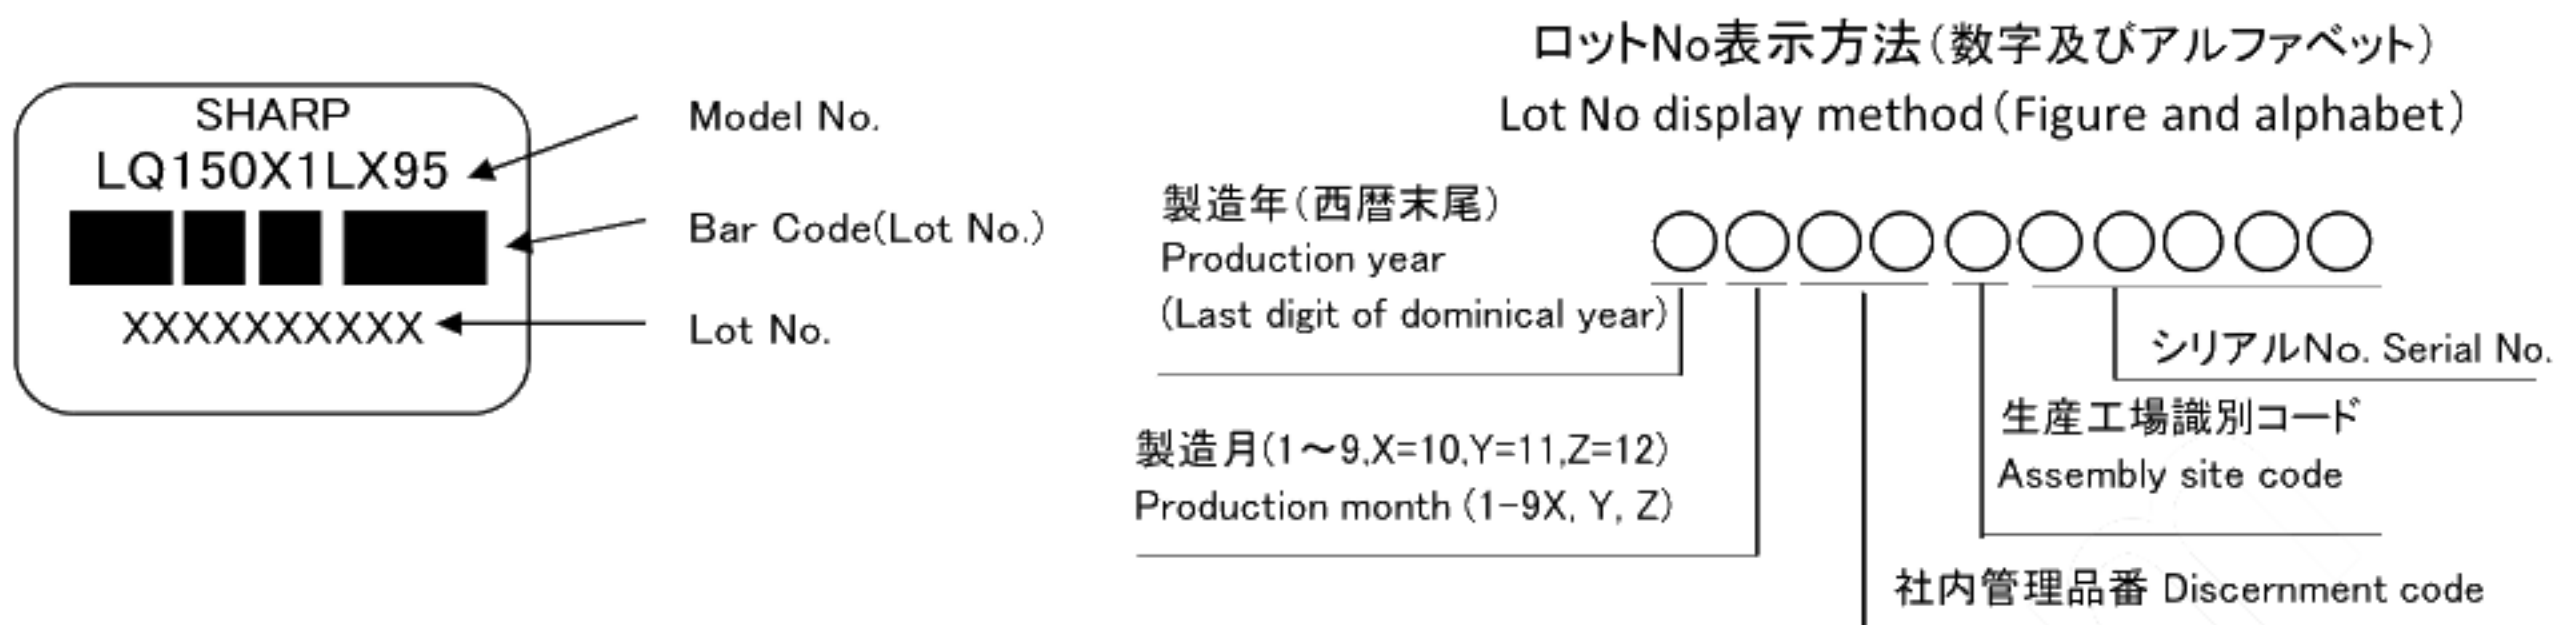 SHARP
LQ150X1LX95
XXXXXXXXXX
Model No.
Bar Code(Lot No.)
Lot No.
ロットNo表示方法(数字及びアルファベット)
Lot No display method(Figure and alphabet)
製造年(西暦末尾)
Production year
(Last digit of dominical year)
製造月(1～9,X=10,Y=11,Z=12)
Production month (1-9X, Y, Z)
シリアルNo. Serial No.
生産工場識別コード
Assembly site code
社内管理品番 Discernment code